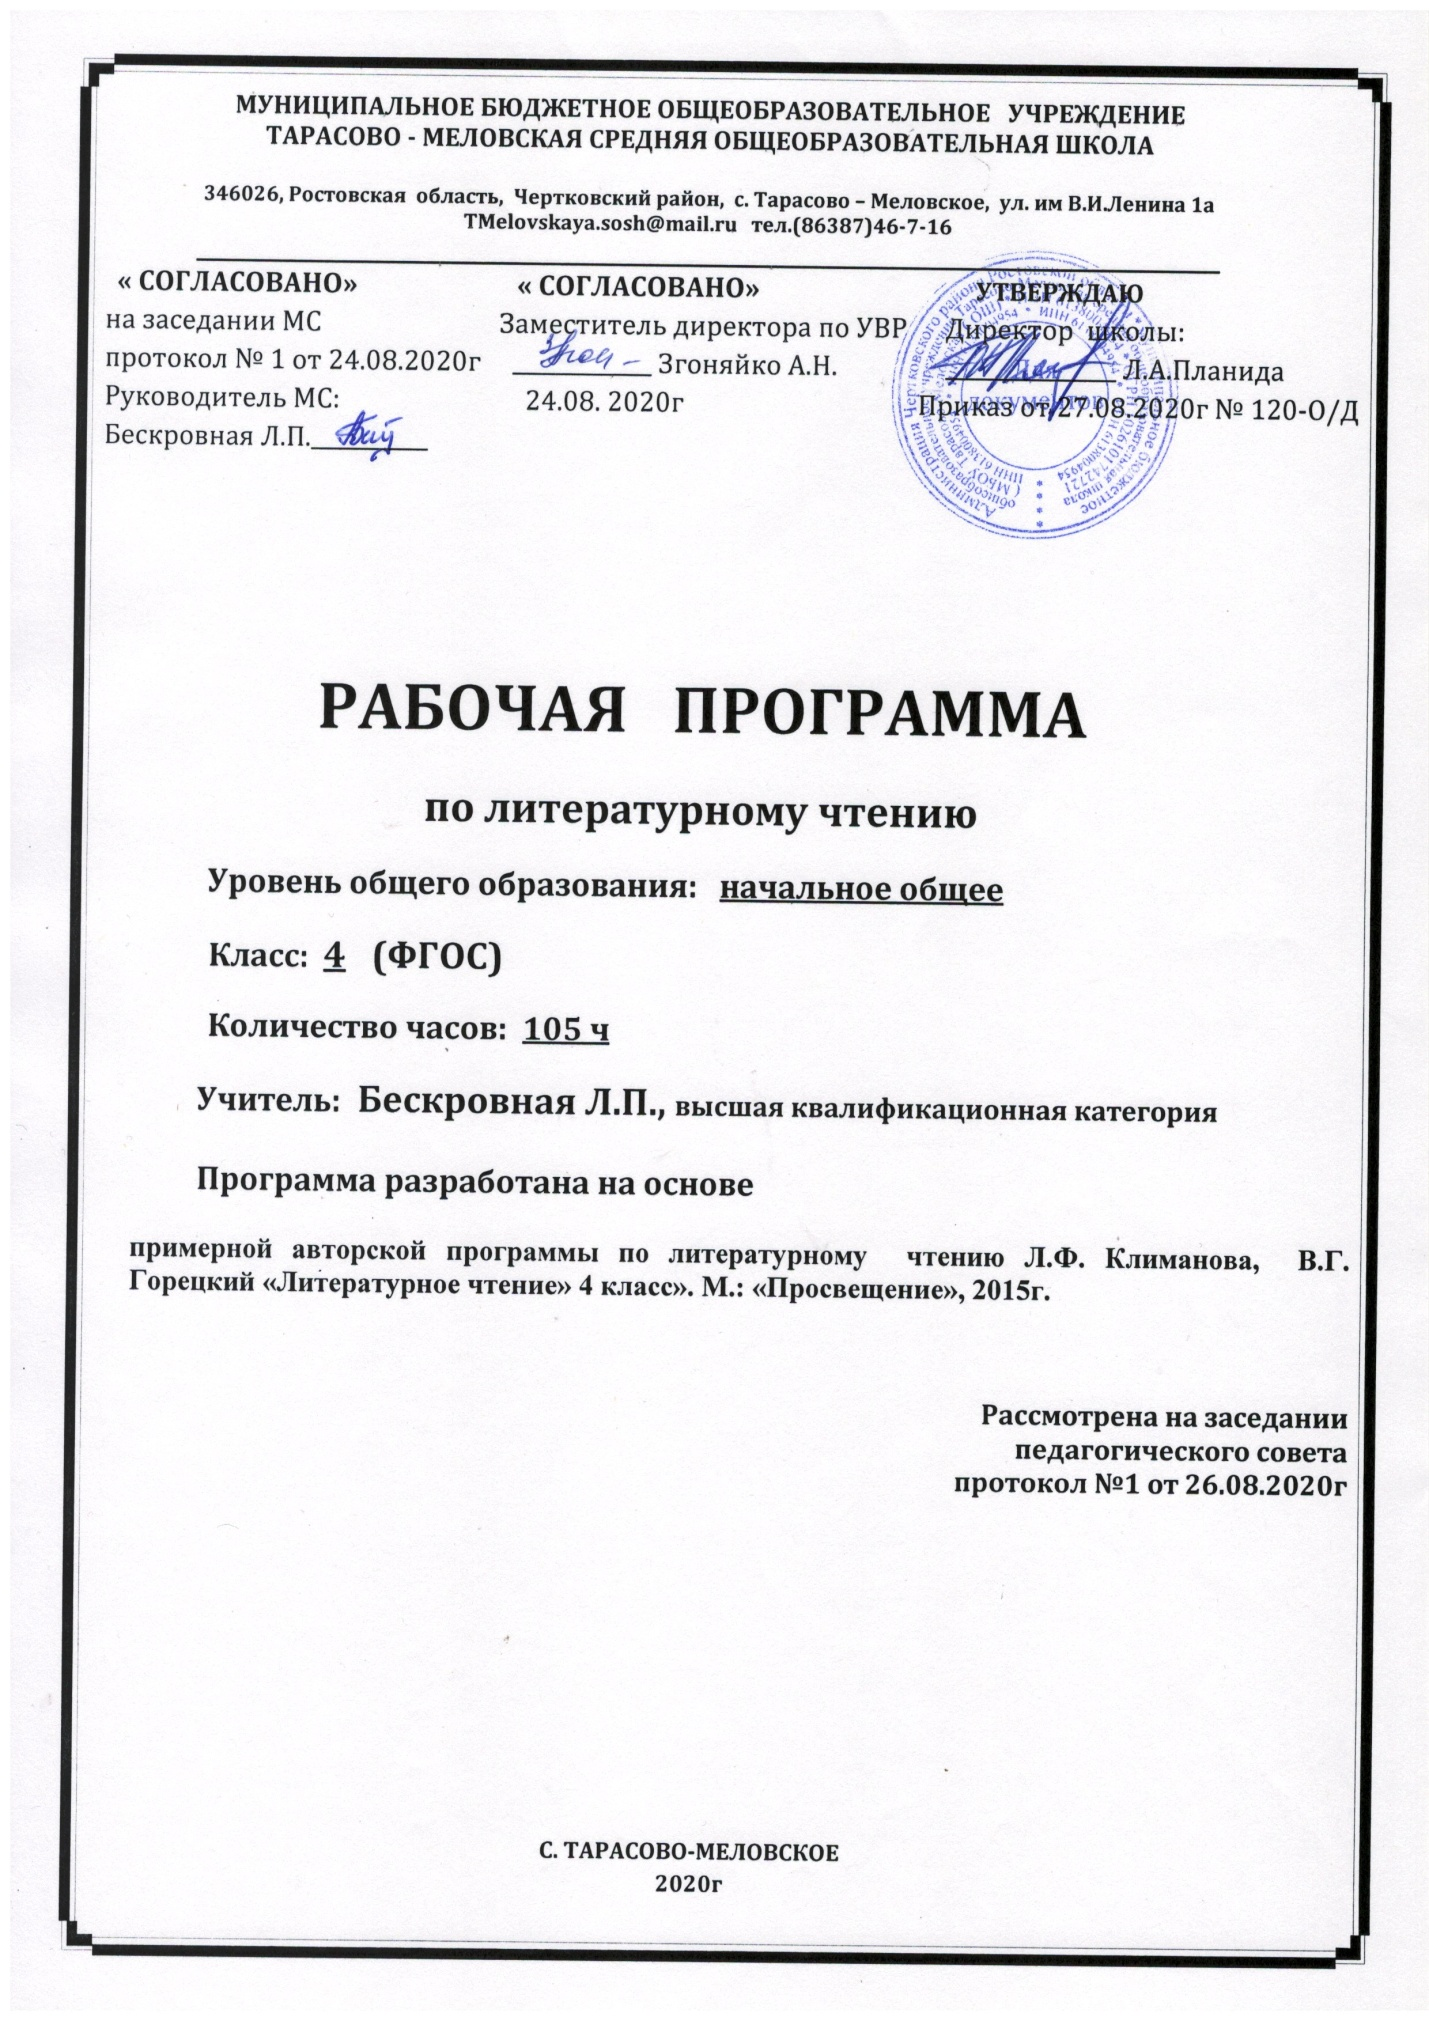 МУНИЦИПАЛЬНОЕ БЮДЖЕТНОЕ ОБЩЕОБРАЗОВАТЕЛЬНОЕ УЧРЕЖДЕНИЕ
ТАРАСОВО - МЕЛОВСКАЯ СРЕДНЯЯ ОБЩЕОБРАЗОВАТЕЛЬНАЯ ШКОЛА
346026, Ростовская область, Чертковский район, с. Тарасово – Меловское, ул. им В.И.Ленина 1а
TMelovskaya.sosh@mail.ru тел.(86387)46-7-16
« СОГЛАСОВАНО»
на заседании МС
протокол № 1 от 24.08.2020г
Руководитель МС:
Бескровная Л.П.
« СОГЛАСОВАНО»
Заместитель директора по УВР
Згоняйко А.Н.
24.08. 2020г
УТВЕРЖДАЮ
Директор школы:
Л.А.Планида
Приказ от 27.08.2020г № 120-О/Д
Для
документов
РАБОЧАЯ ПРОГРАММА
по литературному чтению
Уровень общего образования: начальное общее
Класс: 4 (ФГОС)
Количество часов: 105 ч
Учитель: Бескровная Л.П., высшая квалификационная категория
Программа разработана на основе
примерной авторской программы по литературному чтению Л.Ф. Климанова, В.Г.
Горецкий «Литературное чтение» 4 класс». М.: «Просвещение», 2015г.
Рассмотрена на заседании
педагогического совета
протокол №1 от 26.08.2020г
С. ТАРАСОВО-МЕЛОВСКОЕ
2020г